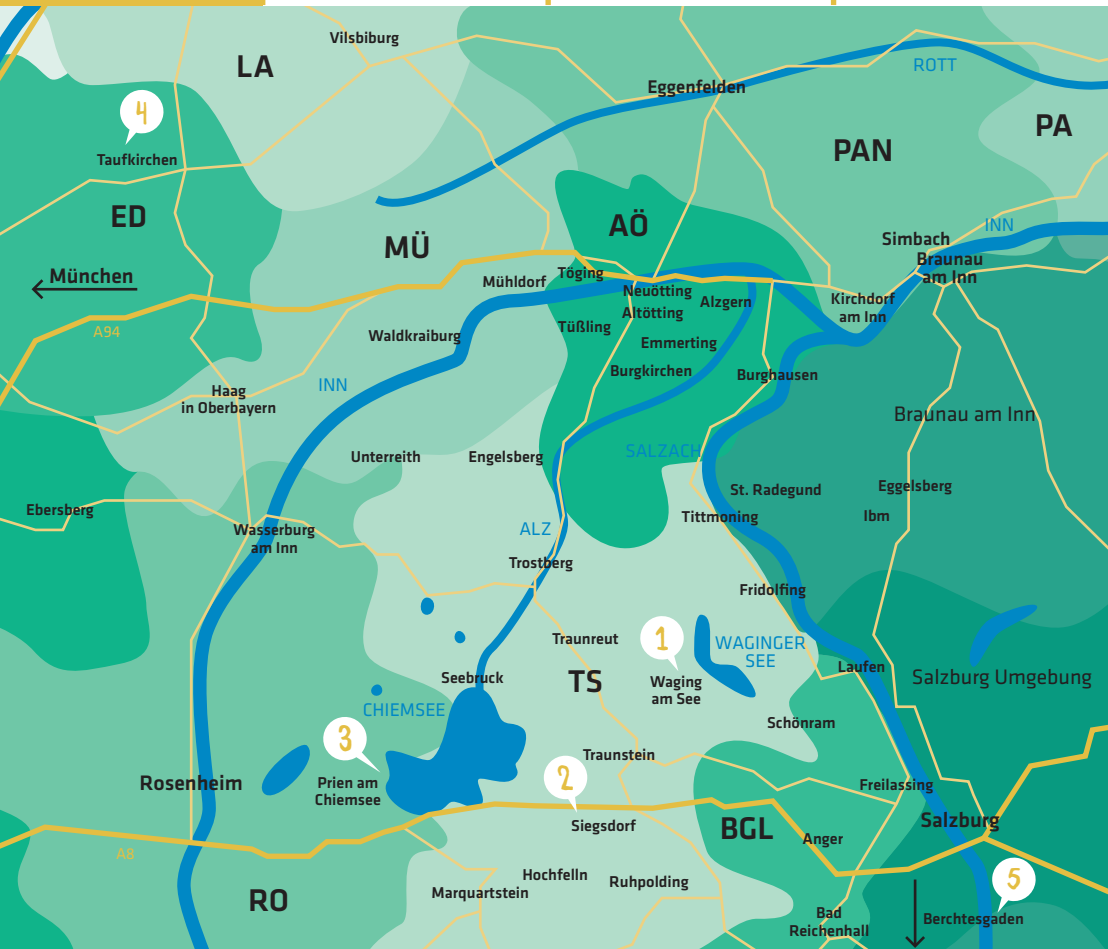 Vilsbiburg
LA
ROTT
Eggenfelden
4
PA
PAN
Taufkirchen
ED
AÖ
INN
MÜ
Simbach
Braunau
am Inn
München
Töging
Mühldorf
Neuötting
Alzgern
Kirchdorf
am Inn
Altötting
A94
Tüßling
Waldkraiburg
Emmerting
Burgkirchen
Burghausen
INN
Haag
in Oberbayern
Braunau am Inn
SALZACH
Unterreith
Engelsberg
St. Radegund
Eggelsberg
Ebersberg
Tittmoning
Ibm
Wasserburg
am Inn
ALZ
Trostberg
Fridolfing
1
Traunreut
WAGINGER
SEE
Laufen
Seebruck
TS
Waging
am See
Salzburg Umgebung
CHIEMSEE
Schönram
3
Traunstein
2
Rosenheim
Prien am
Chiemsee
Freilassing
Siegsdorf
BGL
Salzburg
Anger
A8
Hochfelln
Ruhpolding
5
Marquartstein
RO
Bad
Reichenhall
Berchtesgaden